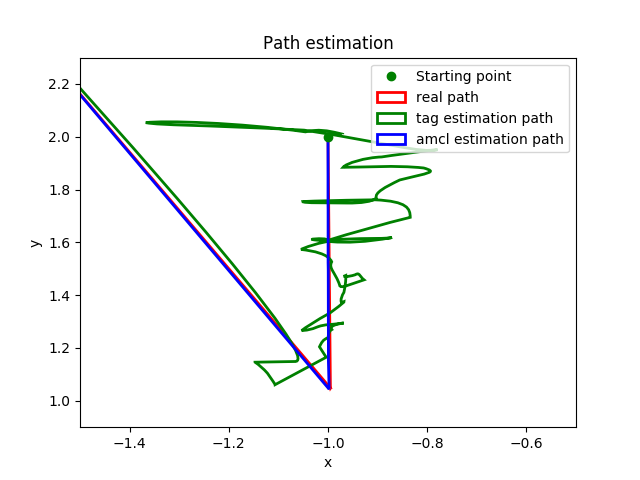 Path estimation
Starting point
real path
tag estimation path
amcl estimation path
y
2.2
2.0
1.8
1.6
1.4
1.2
1.0
−1.4 −1.2 −1.0 −0.8 −0.6
x